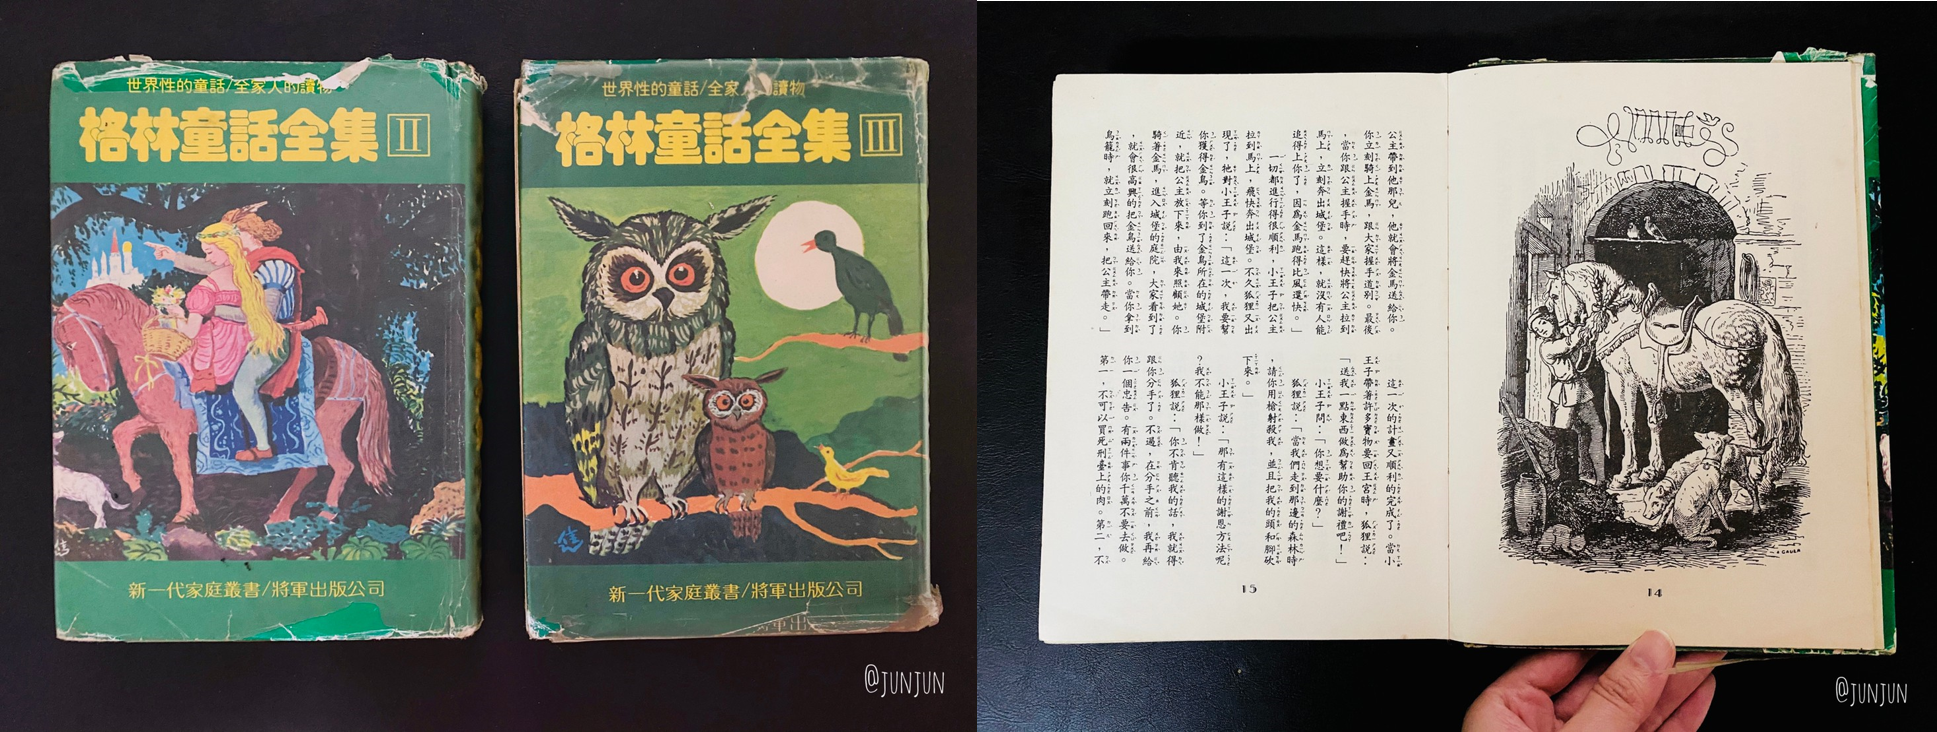 世界性的童話/全家人的讀物
格林童話全集 II
新一代家庭叢書/將軍出版公司
世界性的童話/全家 讀物
格林童話全集 III
新一代家庭叢書/將軍出版公司
將軍出
@JUNJUN
公主帶到他那兒,他就會將金馬送給你。
你立刻騎上金馬,跟大家握手道別。最後
,當你跟公主握手時,要趕快將公主拉到
馬上,立刻奔出城堡。這樣,就沒有人能
追得上你了,因為金馬跑得比風還快。」
一切都進行得很順利,小王子把公主
拉到馬上,飛快奔出城堡。不久狐狸又出
現了,牠對小王子說:「這一次,我要幫
你獲得金鳥。等你到了金鳥所在的城堡附
近,就把公主放下來,由我來照顧她。你
騎著金馬,進入城堡的庭院,大家看到了
,就會很高興的把金鳥送給你。當你拿到
鳥籠時,就立刻跑回來,把公主帶走。」
這一次的計畫又順利的完成了。當小
王子帶著許多寶物要回王宮時,狐狸說:
「送我一點東西做為幫助你的謝禮吧!」
小王子問:「你想要什麼?」
狐狸說:「當我們走到那邊的森林時
,請你用槍射殺我,並且把我的頭和腳砍
下來。」
小王子說:「那有這樣的謝恩方法呢
?我不能那樣做!」
狐狸說:「你不肯聽我的話,我就得
跟你分手了。不過,在分手之前,我再給
你一個忠告。有兩件事你千萬不要去做。
第一,不可以買死刑臺上的肉。第二,不
15
14
@JUNJUN